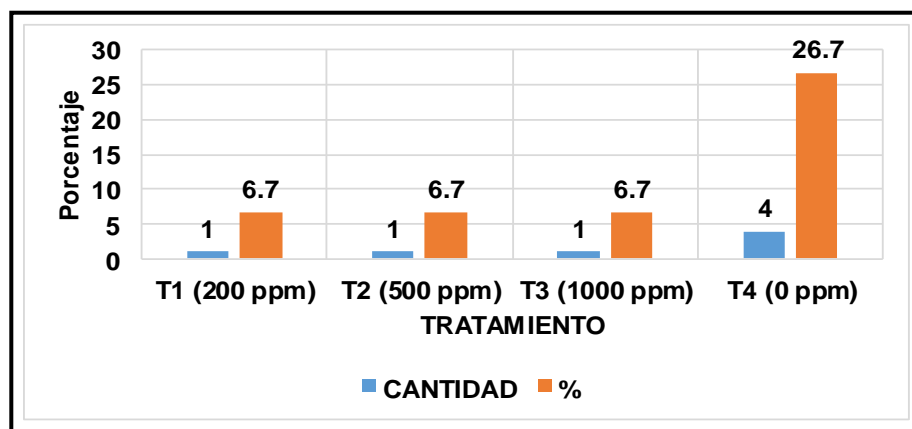 30
25
20
15
10
5
0
Porcentaje
1 6.7 1 6.7 1 6.7 4 26.7
T1 (200 ppm) T2 (500 ppm) T3 (1000 ppm) T4 (0 ppm)
TRATAMIENTO
CANTIDAD %